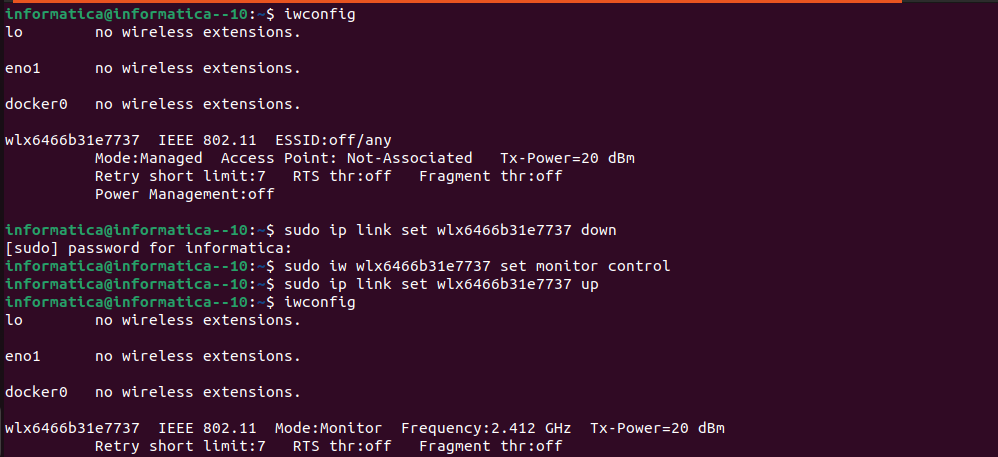 informatica@informatica--10:~$ iwconfig
lo        no wireless extensions.
eno1      no wireless extensions.
docker0   no wireless extensions.
wlx6466b31e7737  IEEE 802.11  ESSID:off/any
          Mode:Managed  Access Point: Not-Associated   Tx-Power=20 dBm
          Retry short limit:7   RTS thr:off   Fragment thr:off
          Power Management:off
informatica@informatica--10:~$ sudo ip link set wlx6466b31e7737 down
[sudo] password for informatica:
informatica@informatica--10:~$ sudo iw wlx6466b31e7737 set monitor control
informatica@informatica--10:~$ sudo ip link set wlx6466b31e7737 up
informatica@informatica--10:~$ iwconfig
lo        no wireless extensions.
eno1      no wireless extensions.
docker0   no wireless extensions.
wlx6466b31e7737  IEEE 802.11  Mode:Monitor  Frequency:2.412 GHz  Tx-Power=20 dBm
          Retry short limit:7   RTS thr:off   Fragment thr:off